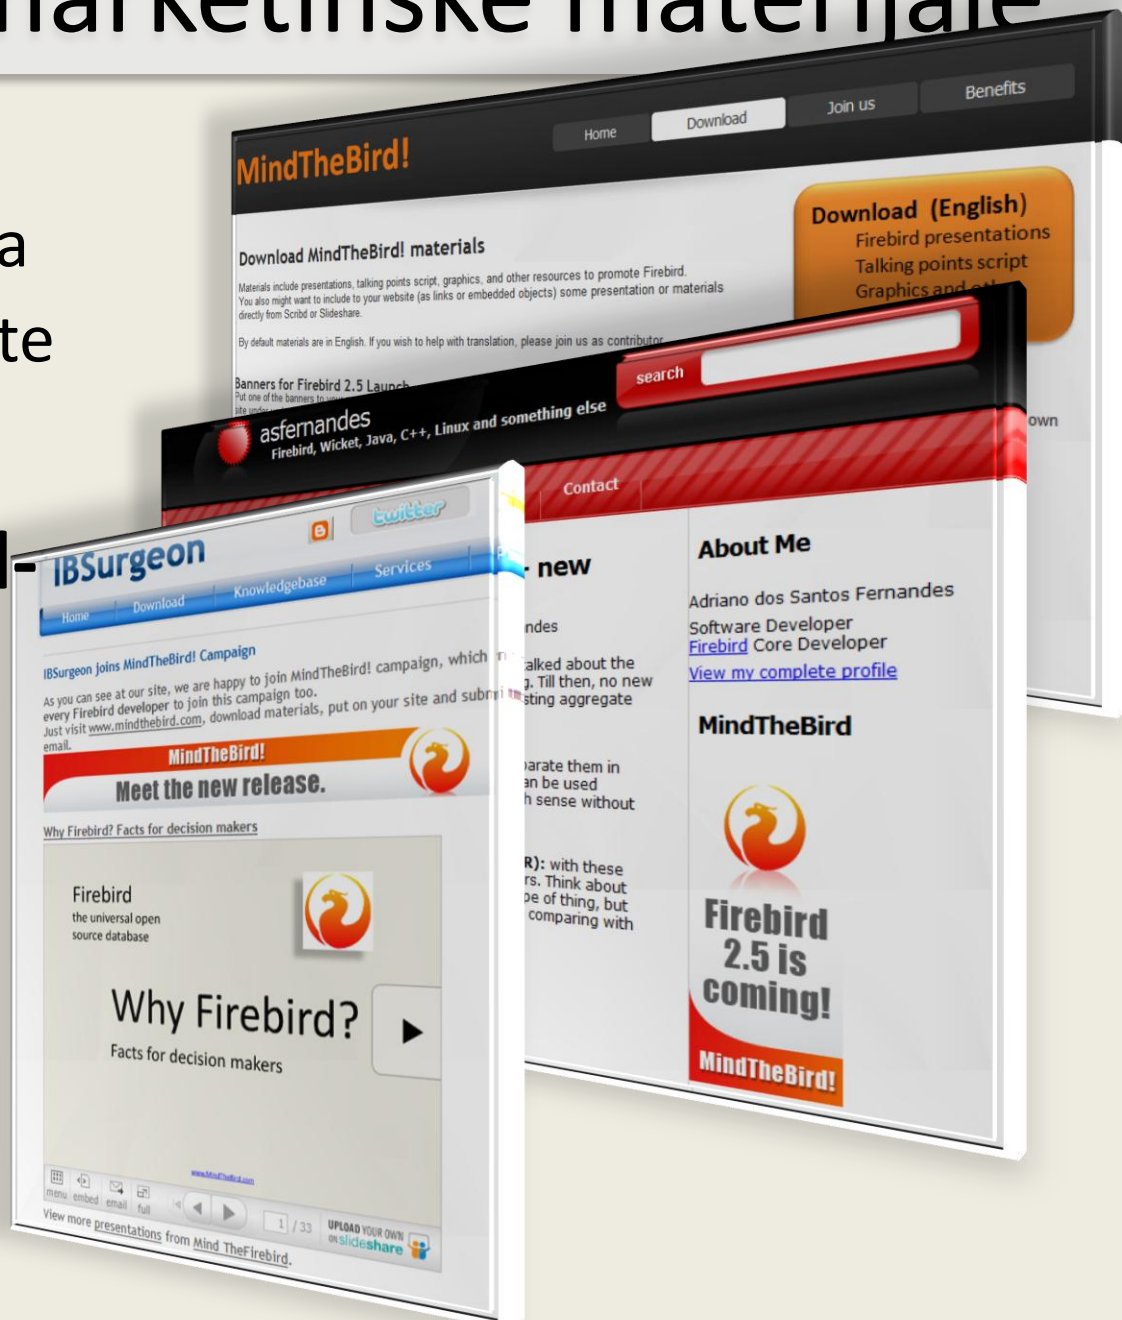 marketinške materijale
a
te
MindTheBird!
Home
Download
Join us
Benefits
Download MindTheBird! materials
Materials include presentations, talking points script, graphics, and other resources to promote Firebird.
You also might want to include to your website (as links or embedded objects) some presentation or materials
directly from Scribd or Slideshare.
By default materials are in English. If you wish to help with translation, please join us as contributor
Banners for Firebird 2.5 Launch
Put one of the banners to
Download (English)
Firebird presentations
Talking points script
Graphics and
own
asfernandes
Firebird, Wicket, Java, C++, Linux and something else
search
Contact
new
ndes
alked about the
g. Till then, no new
sting aggregate
parate them in
an be used
h sense without
R): with these
rs. Think about
pe of thing, but
comparing with
About Me
Adriano dos Santos Fernandes
Software Developer
Firebird Core Developer
View my complete profile
MindTheBird
Firebird
2.5 is
coming!
MindTheBird!
IBSurgeon
twitter
Home
Download
Knowledgebase
Services
IBSurgeon joins MindTheBird! Campaign
As you can see at our site, we are happy to join MindTheBird! campaign, which
every Firebird developer to join this campaign too.
Just visit www.mindthebird.com, download materials, put on your site and submi
email.
MindTheBird!
Meet the new release.
Why Firebird? Facts for decision makers
Firebird
the universal open
source database
Why Firebird?
Facts for decision makers
www.MindTheBird.com
menu embed email full
1 / 33
UPLOAD YOUR OWN
ON slideshare
View more presentations from Mind TheFirebird.